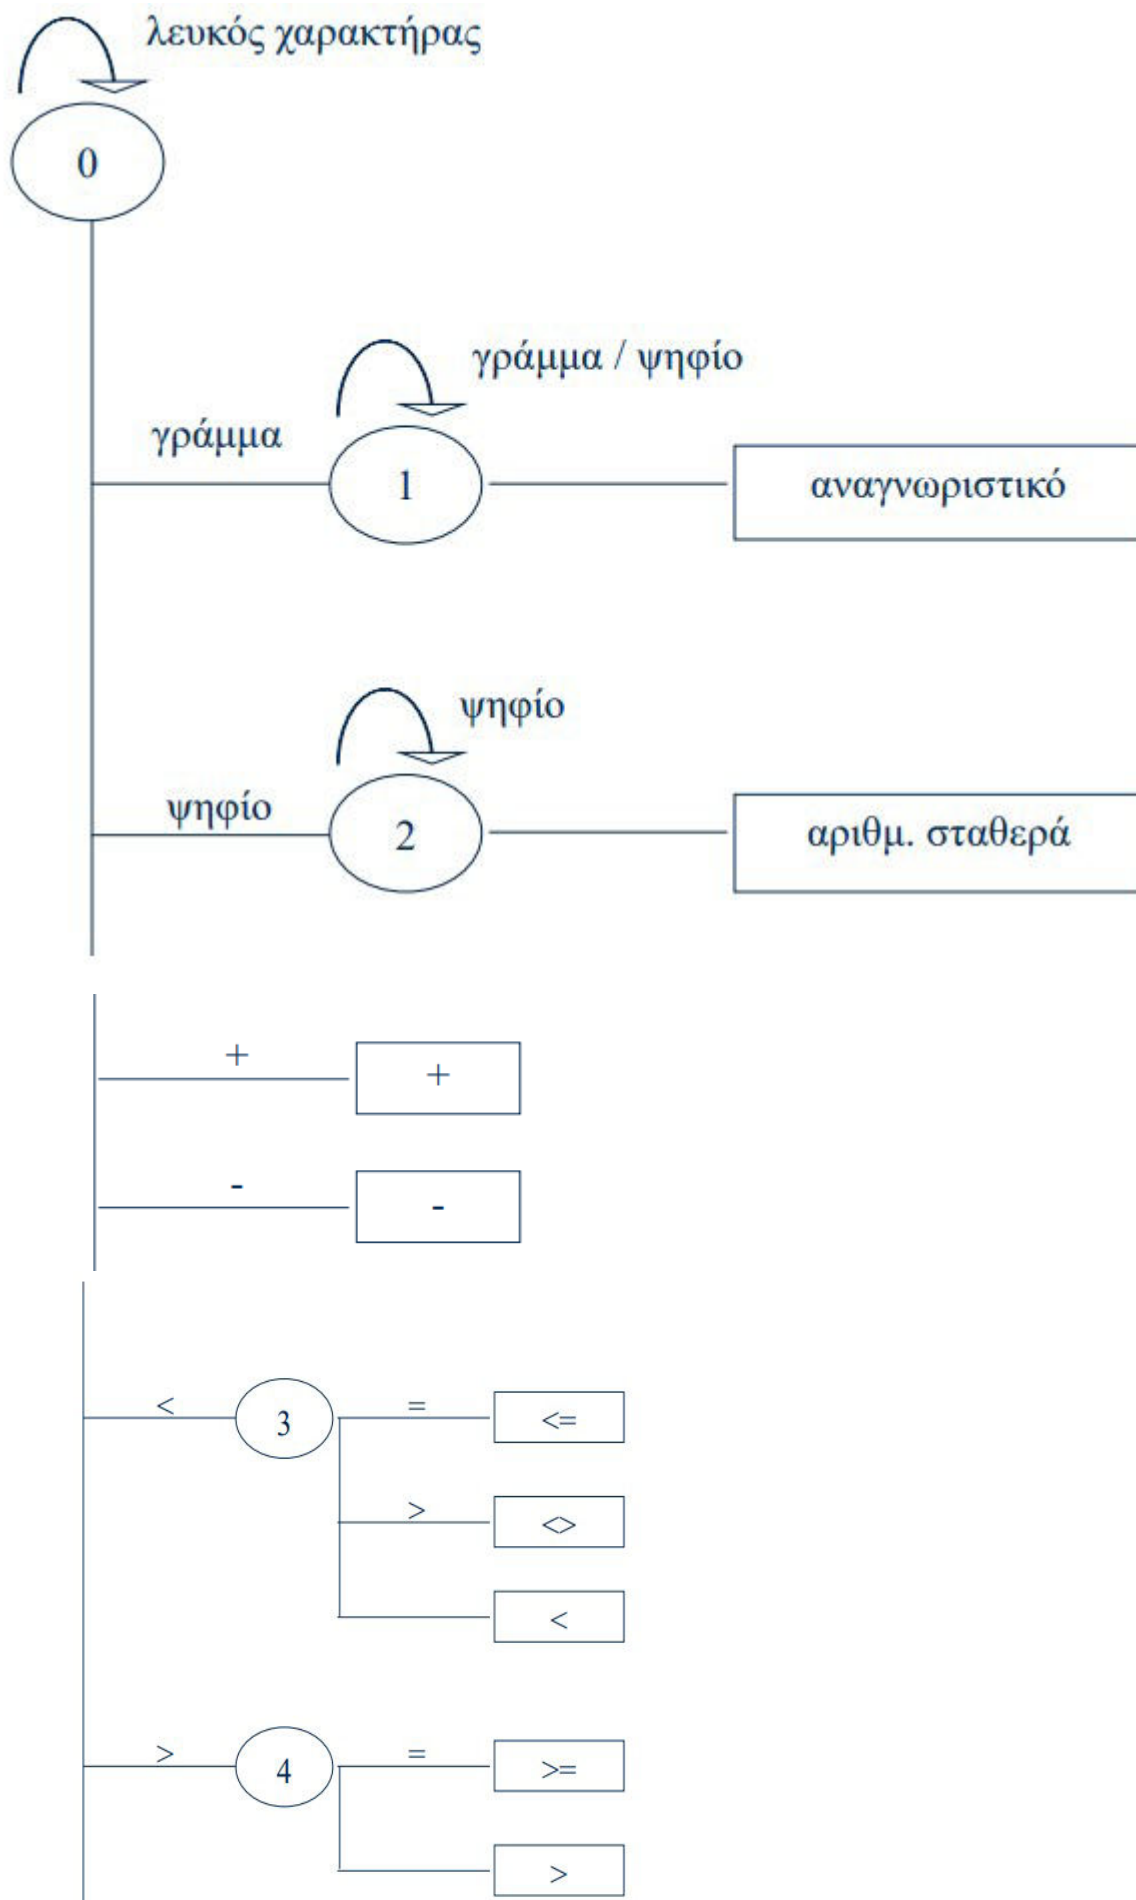 λευκός χαρακτήρας
0
γράμμα / ψηφίο
γράμμα
1
αναγνωριστικό
ψηφίο
ψηφίο
2
αριθμ. σταθερά
+
+
-
-
<
3
=
<=
>
<>
<
>
4
=
>=
>